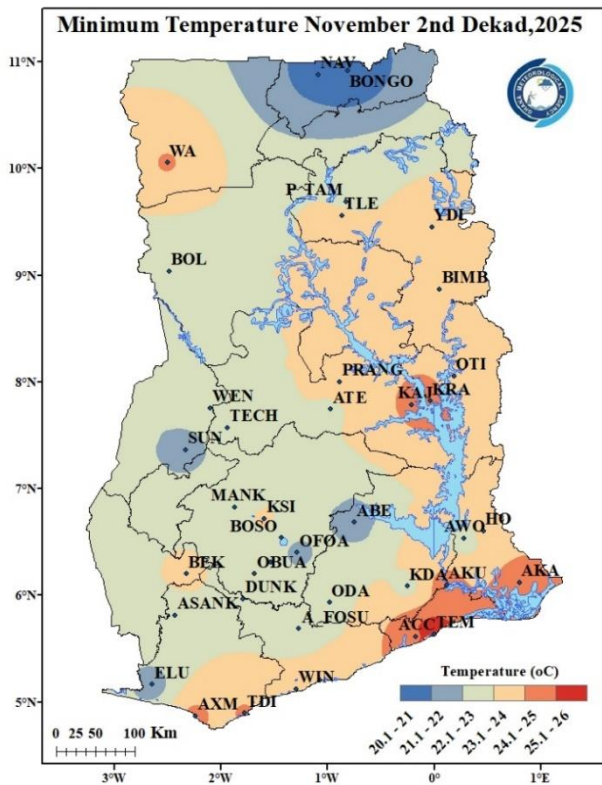 Minimum Temperature November 2nd Dekad,2025
11°N
NAV
BONGO
WA
10°N
P_TAM
TLE
YDI
BOL
9°N
BIMB
PRANG
OTI
8°N
KAJ
KRA
WEN
ATE
TECH
SUN
7°N
MANK
KSI
ABE
BOSO
HO
AWO
OFOA
BEK
OBUA
KDA
AKU
AKA
DUNK
ODA
6°N
ASANK
A_FOSU
ACC
TEM
ELU
WIN
Temperature (oC)
5°N
AXM
TDI
20.1 - 21
21.1 - 22
22.1 - 23
23.1 - 24
24.1 - 25
25.1 - 26
0 25 50 100 Km
3°W
2°W
1°W
0°
1°E